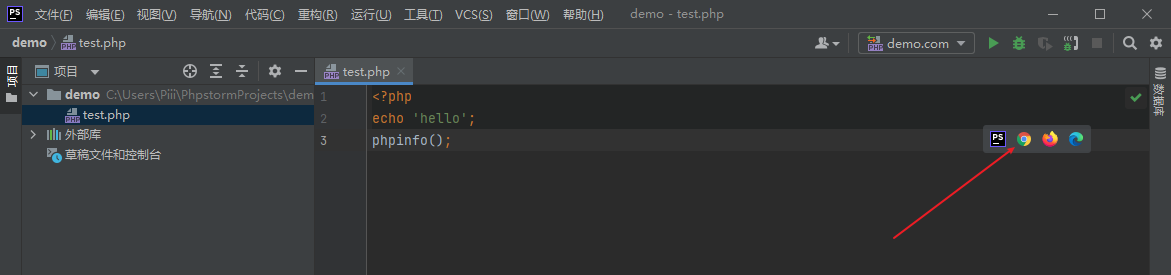 PS 文件(F) 编辑(E) 视图(V) 导航(N) 代码(C) 重构(R) 运行(U) 工具(T) VCS(S) 窗口(W) 帮助(H) demo - test.php
demo test.php demo.com
项目
项目
test.php
demo C:\Users\Piii\PhpstormProjects\dem
test.php
外部库
草稿文件和控制台
1 <?php
2 echo 'hello';
3 phpinfo();
PS
数据库